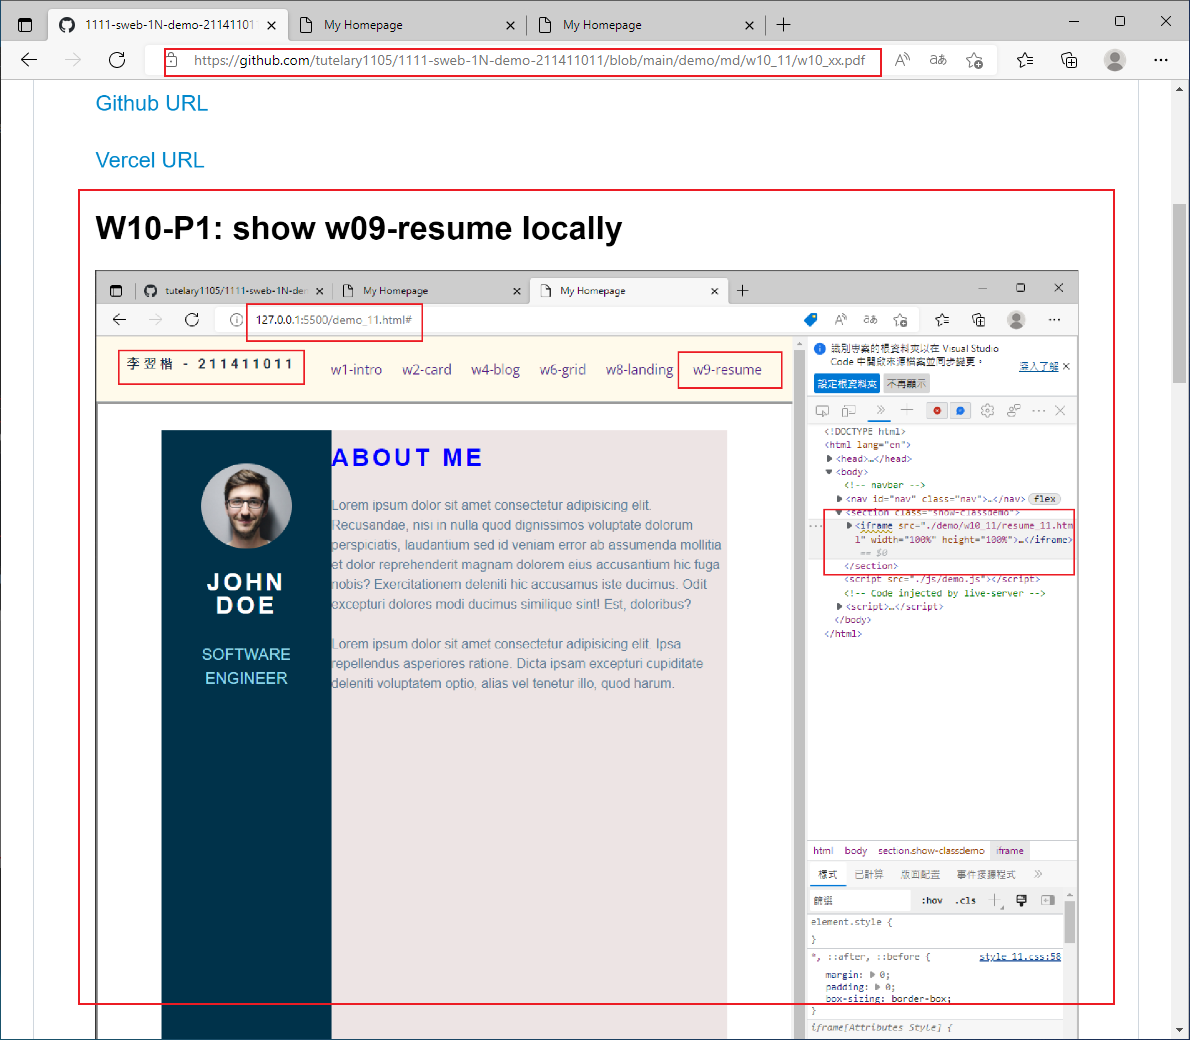 1111-sweb-1N-demo-211411011
My Homepage
My Homepage
https://github.com/tutelary1105/1111-sweb-1N-demo-211411011/blob/main/demo/md/w10_11/w10_xx.pdf
Github URL
Vercel URL
W10-P1: show w09-resume locally
tutelary1105/1111-sweb-1N-der
My Homepage
My Homepage
127.0.0.1:5500/demo_11.html#
李翌楷 - 211411011
w1-intro
w2-card
w4-blog
w6-grid
w8-landing
w9-resume
JOHN
DOE
SOFTWARE
ENGINEER
ABOUT ME
Lorem ipsum dolor sit amet consectetur adipisicing elit.
Recusandae, nisi in nulla quod dignissimos voluptate dolorum
perspiciatis, laudantium sed id veniam error ab assumenda mollitia
et dolor reprehenderit magnam dolorem eius accusantium hic fuga
nobis? Exercitationem deleniti hic accusamus iste ducimus. Odit
excepturi dolores modi ducimus similique sint! Est, doloribus?
Lorem ipsum dolor sit amet consectetur adipisicing elit. Ipsa
repellendus asperiores ratione. Dicta ipsam excepturi cupiditate
deleniti voluptatem optio, alias vel tenetur illo, quod harum.
識別專案的根資料夾以在 Visual Studio
Code 中開啟來源檔案並同步變更。
深入了解
設定根資料夾
不再顯示
<!DOCTYPE html>
<html lang="en">
<head>…</head>
<body>
<!-- navbar -->
<nav id="nav" class="nav">…</nav> flex
<section class="show-classdemo">
<iframe src="./demo/w10_11/resume_11.htm
l" width="100%" height="100%">…</iframe>
== $0
</section>
<script src="./js/demo.js"></script>
<!-- Code injected by live-server -->
<script>…</script>
</body>
</html>
html body section.show-classdemo iframe
樣式 已計算 版面配置 事件接聽程式
篩選
:hov .cls
element.style {
}
*, ::after, ::before {
style_11.css:58
margin: 0;
padding: 0;
box-sizing: border-box;
}
iframe[Attributes Style] {